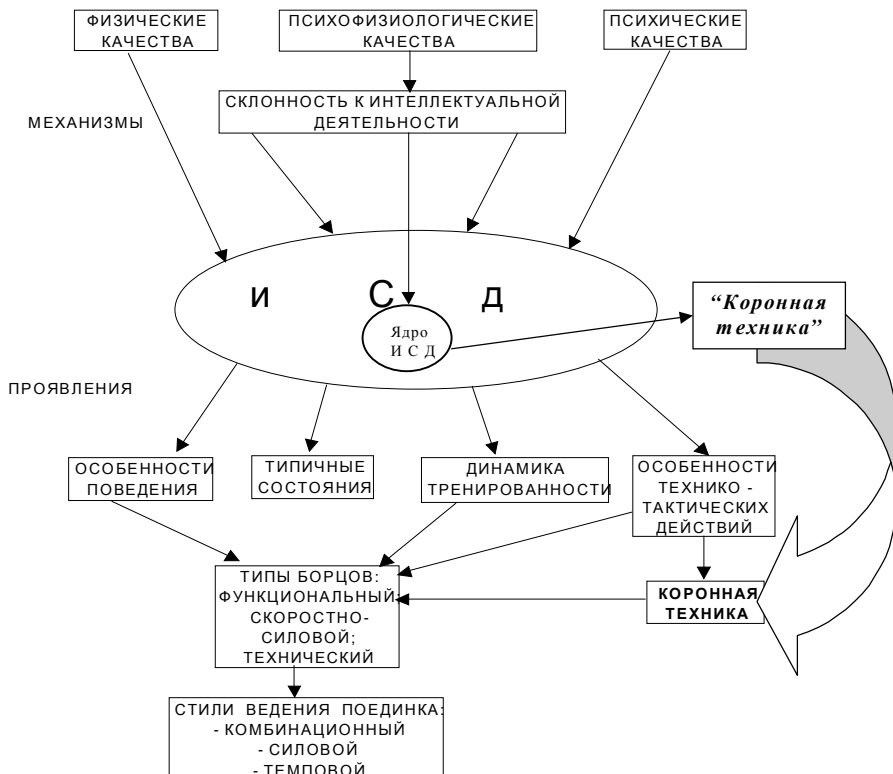 ФИЗИЧЕСКИЕ
КАЧЕСТВА
ПСИХОФИЗИОЛОГИЧЕСКИЕ
КАЧЕСТВА
ПСИХИЧЕСКИЕ
КАЧЕСТВА
СКЛОННОСТЬ К ИНТЕЛЛЕКТУАЛЬНОЙ
ДЕЯТЕЛЬНОСТИ
МЕХАНИЗМЫ
и С д
Ядро
И С Д
“Коронная
техника”
ПРОЯВЛЕНИЯ
ОСОБЕННОСТИ
ПОВЕДЕНИЯ
ТИПИЧНЫЕ
СОСТОЯНИЯ
ДИНАМИКА
ТРЕНИРОВАННОСТИ
ОСОБЕННОСТИ
ТЕХНИКО -
ТАКТИЧЕСКИХ
ДЕЙСТВИЙ
ТИПЫ БОРЦОВ:
ФУНКЦИОНАЛЬНЫЙ
СКОРОСТНО-
СИЛОВОЙ;
ТЕХНИЧЕСКИЙ
КОРОННАЯ
ТЕХНИКА
СТИЛИ ВЕДЕНИЯ ПОЕДИНКА:
- КОМБИНАЦИОННЫЙ
- СИЛОВОЙ
- ТЕМПОВОЙ